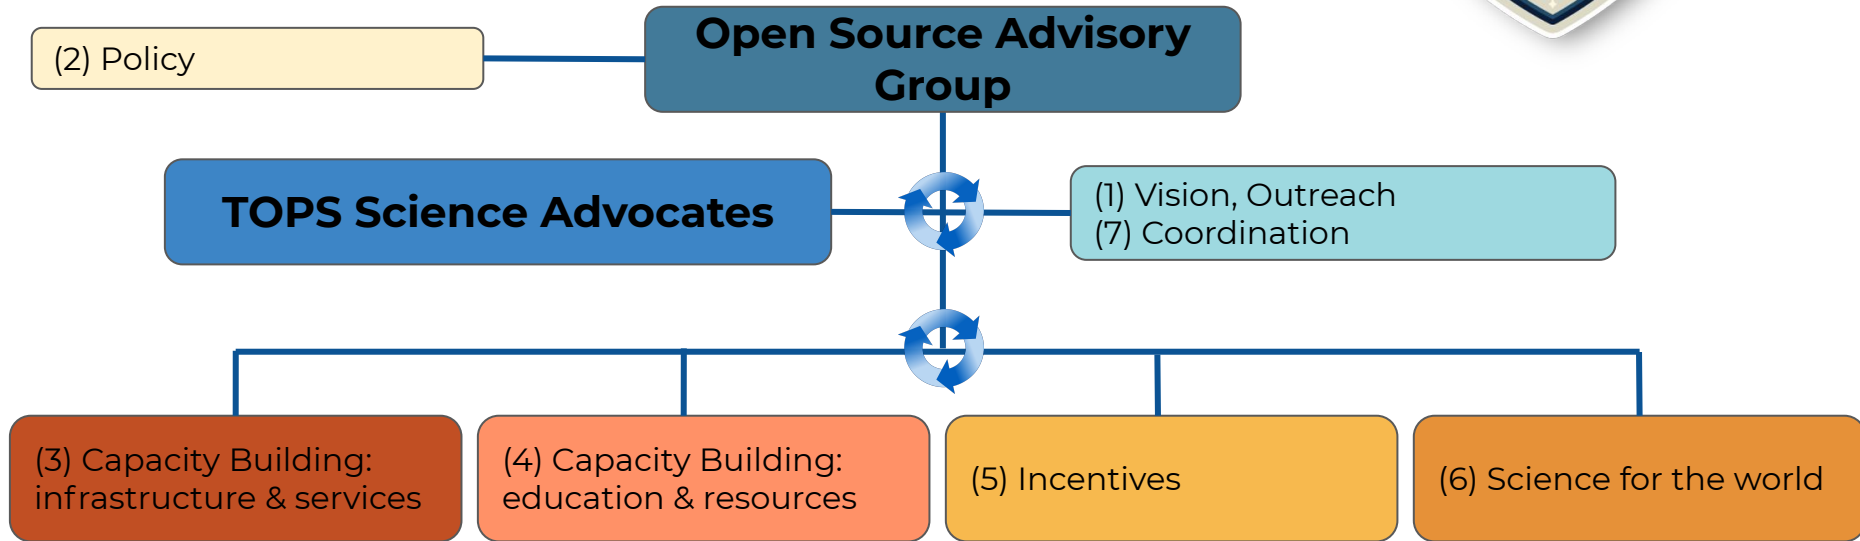 Open Source Advisory
Group
(2) Policy
TOPS Science Advocates
(1) Vision, Outreach
(7) Coordination
(3) Capacity Building:
infrastructure & services
(4) Capacity Building:
education & resources
(5) Incentives
(6) Science for the world